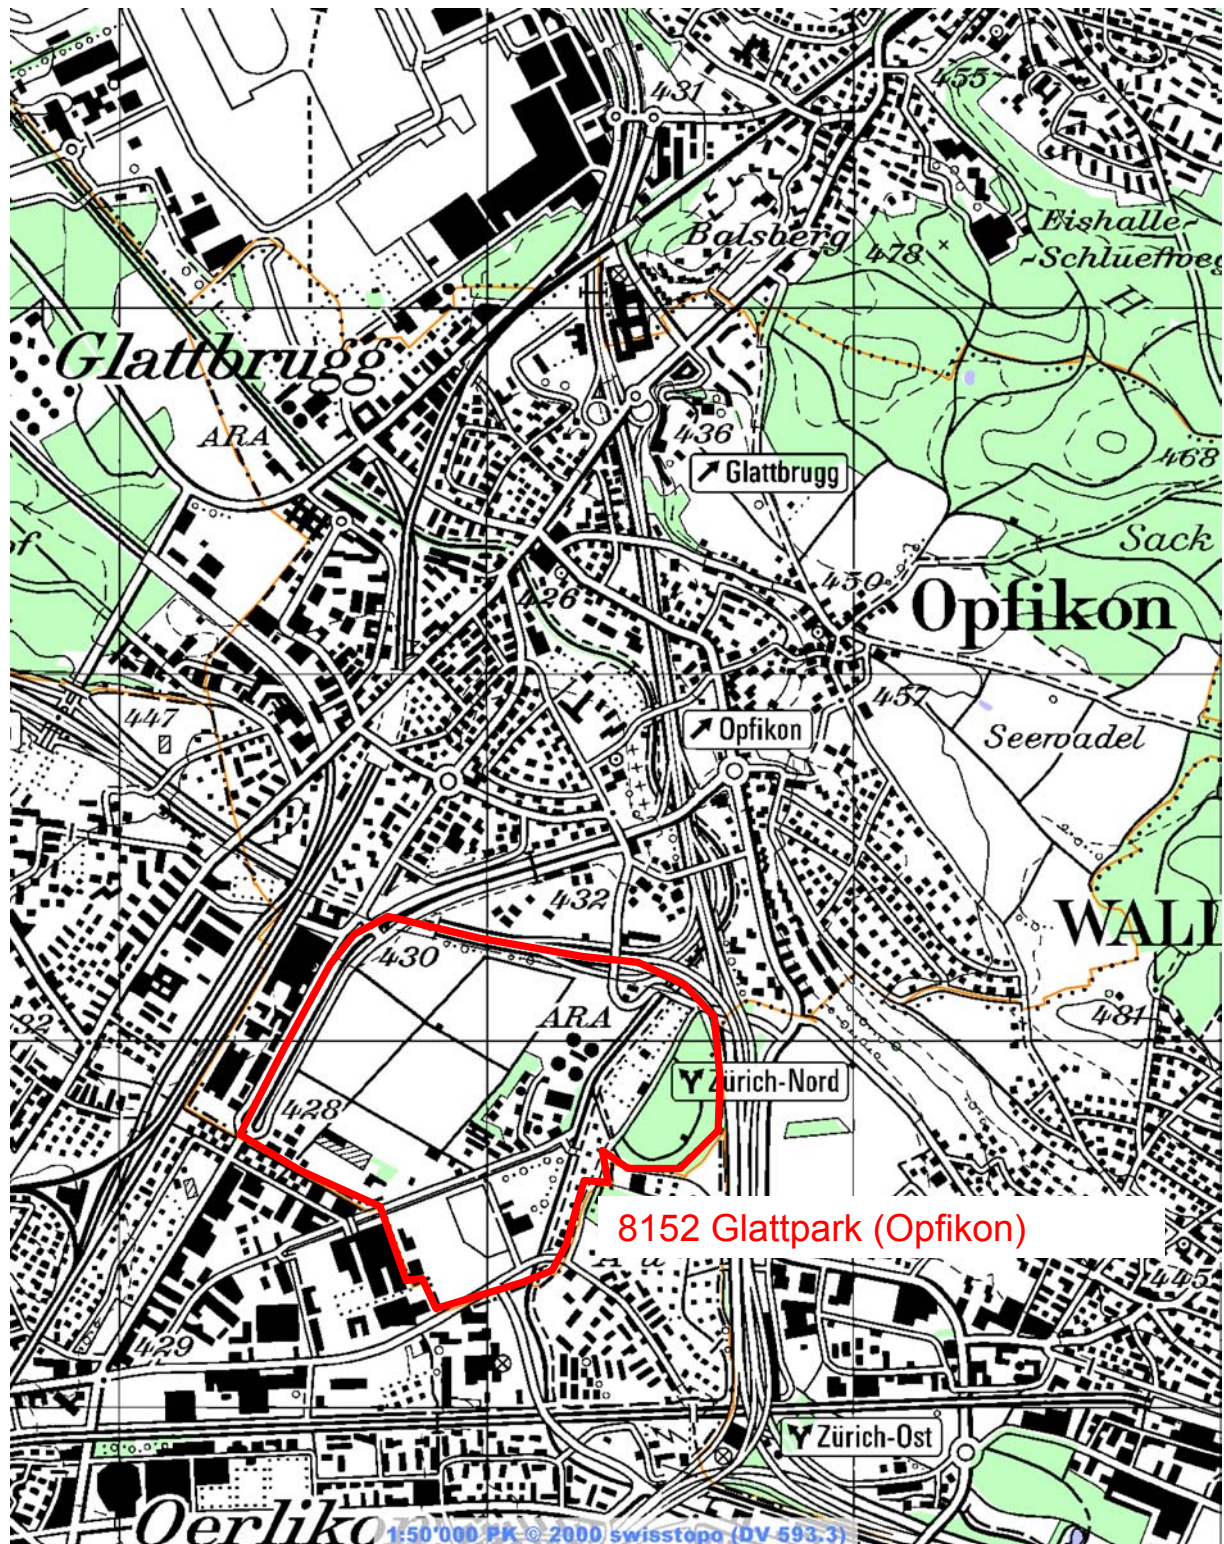 431
455
Balsberg
478
Eishalle-
-Schluefweg
H
Glattbrugg
ARA
436
468
Glattbrugg
Sack
426
450
Opfikon
447
457
Opfikon
Seewadel
432
WALL
430
ARA
481
Zürich-Nord
428
8152 Glattpark (Opfikon)
445
429
Zürich-Ost
Oerliko
1:50'000 PK © 2000 swisstopo (DV 593.3)